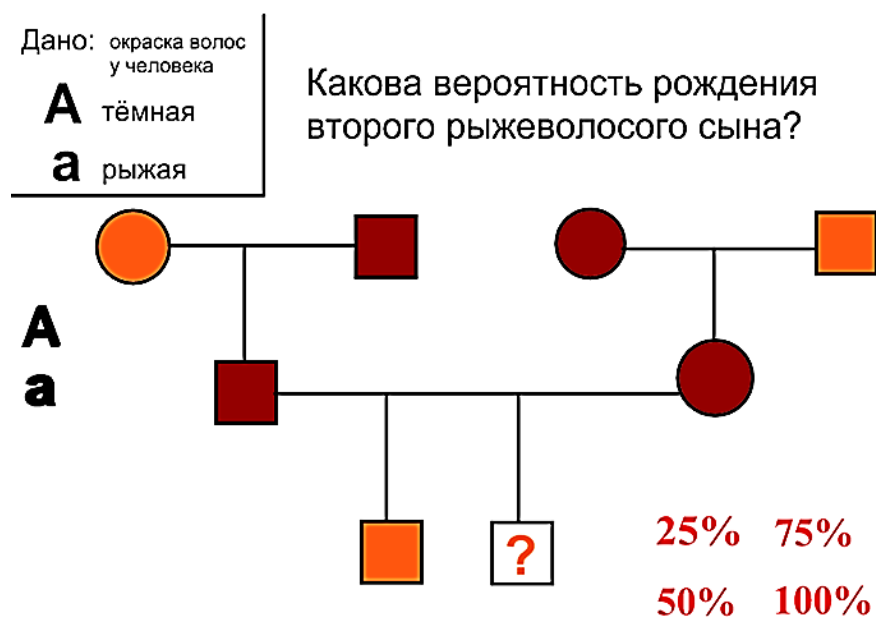 Дано: окраска волос
у человека
А тёмная
а рыжая
Какова вероятность рождения
второго рыжеволосого сына?
А
а
?
25% 75%
50% 100%